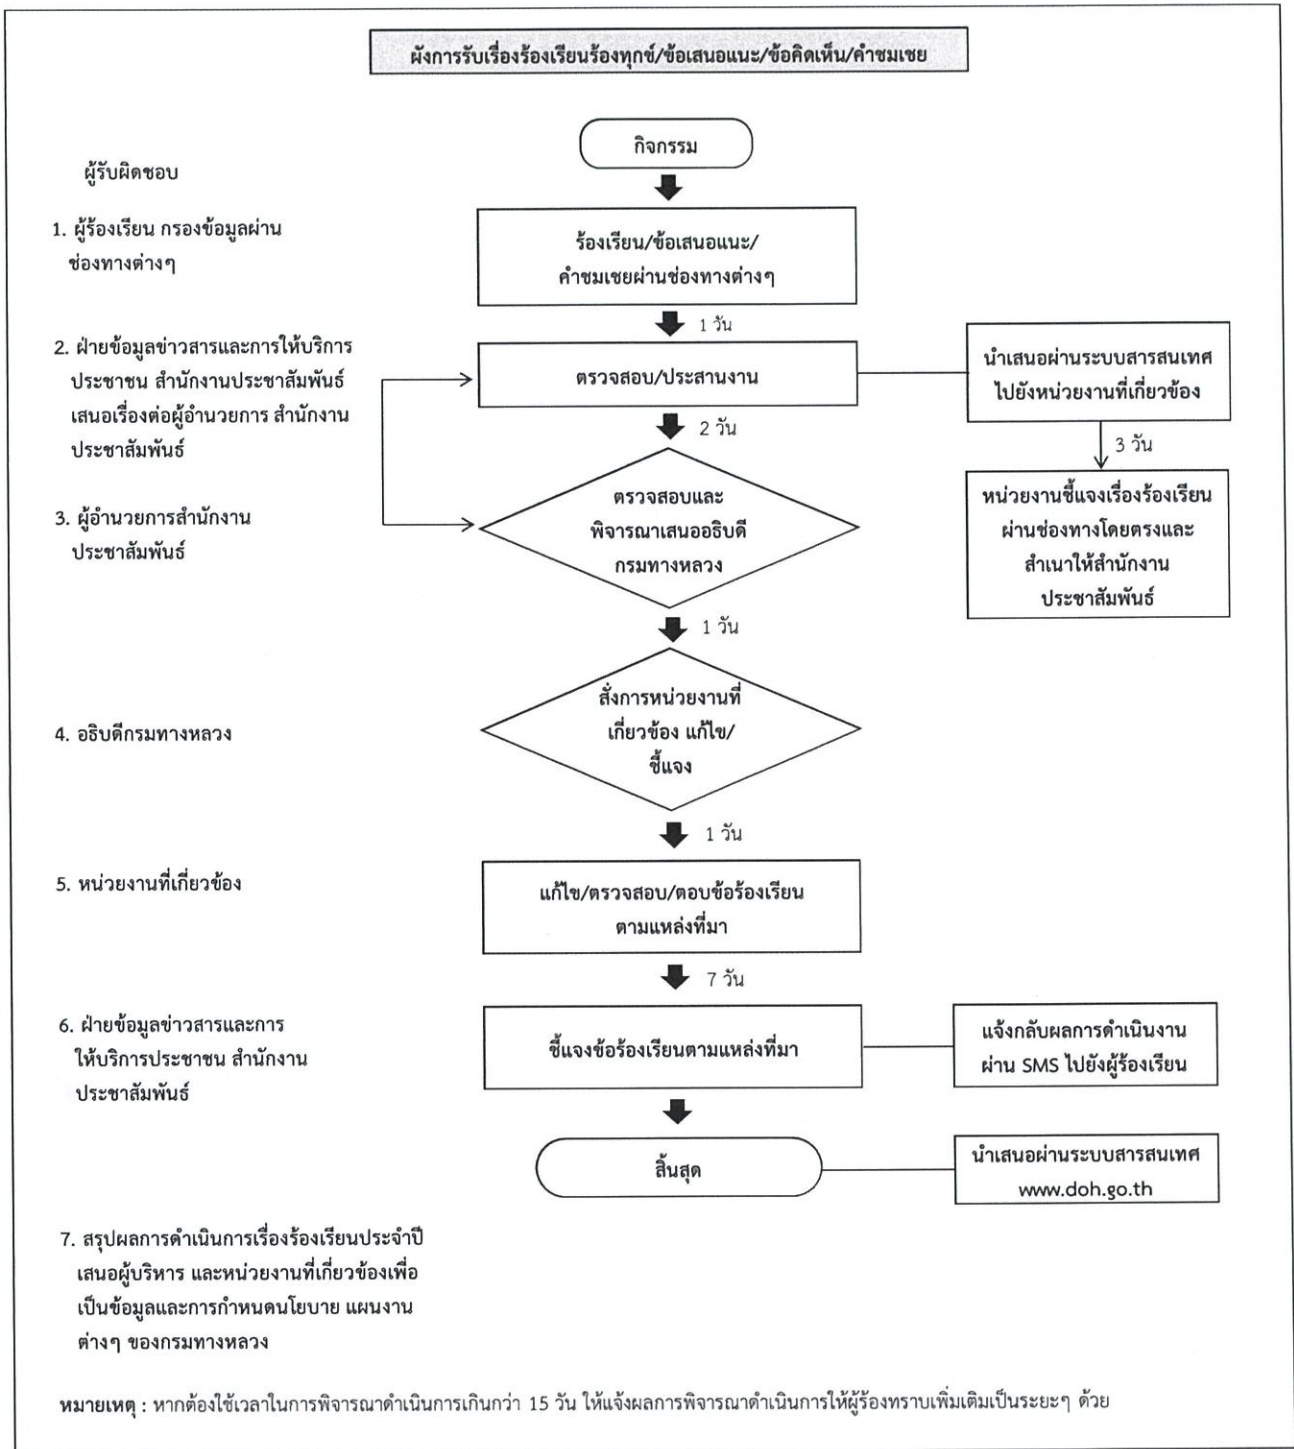 ผังการรับเรื่องร้องเรียนร้องทุกข์/ข้อเสนอแนะ/ข้อคิดเห็น/คำชมเชย
กิจกรรม
ผู้รับผิดชอบ
1. ผู้ร้องเรียน กรองข้อมูลผ่าน
ช่องทางต่างๆ
ร้องเรียน/ข้อเสนอแนะ/
คำชมเชยผ่านช่องทางต่างๆ
1 วัน
2. ฝ่ายข้อมูลข่าวสารและการให้บริการ
ประชาชน สำนักงานประชาสัมพันธ์
เสนอเรื่องต่อผู้อำนวยการ สำนักงาน
ประชาสัมพันธ์
ตรวจสอบ/ประสานงาน
นำเสนอผ่านระบบสารสนเทศ
ไปยังหน่วยงานที่เกี่ยวข้อง
2 วัน
3 วัน
3. ผู้อำนวยการสำนักงาน
ประชาสัมพันธ์
ตรวจสอบและ
พิจารณาเสนออธิบดี
กรมทางหลวง
หน่วยงานชี้แจงเรื่องร้องเรียน
ผ่านช่องทางโดยตรงและ
สำเนาให้สำนักงาน
ประชาสัมพันธ์
1 วัน
4. อธิบดีกรมทางหลวง
สั่งการหน่วยงานที่
เกี่ยวข้อง แก้ไข/
ชี้แจง
1 วัน
5. หน่วยงานที่เกี่ยวข้อง
แก้ไข/ตรวจสอบ/ตอบข้อร้องเรียน
ตามแหล่งที่มา
7 วัน
6. ฝ่ายข้อมูลข่าวสารและการ
ให้บริการประชาชน สำนักงาน
ประชาสัมพันธ์
ชี้แจงข้อร้องเรียนตามแหล่งที่มา
แจ้งกลับผลการดำเนินงาน
ผ่าน SMS ไปยังผู้ร้องเรียน
สิ้นสุด
นำเสนอผ่านระบบสารสนเทศ
www.doh.go.th
7. สรุปผลการดำเนินการเรื่องร้องเรียนประจำปี
เสนอผู้บริหาร และหน่วยงานที่เกี่ยวข้องเพื่อ
เป็นข้อมูลและการกำหนดนโยบาย แผนงาน
ต่างๆ ของกรมทางหลวง
หมายเหตุ : หากต้องใช้เวลาในการพิจารณาดำเนินการเกินกว่า 15 วัน ให้แจ้งผลการพิจารณาดำเนินการให้ผู้ร้องทราบเพิ่มเติมเป็นระยะๆ ด้วย